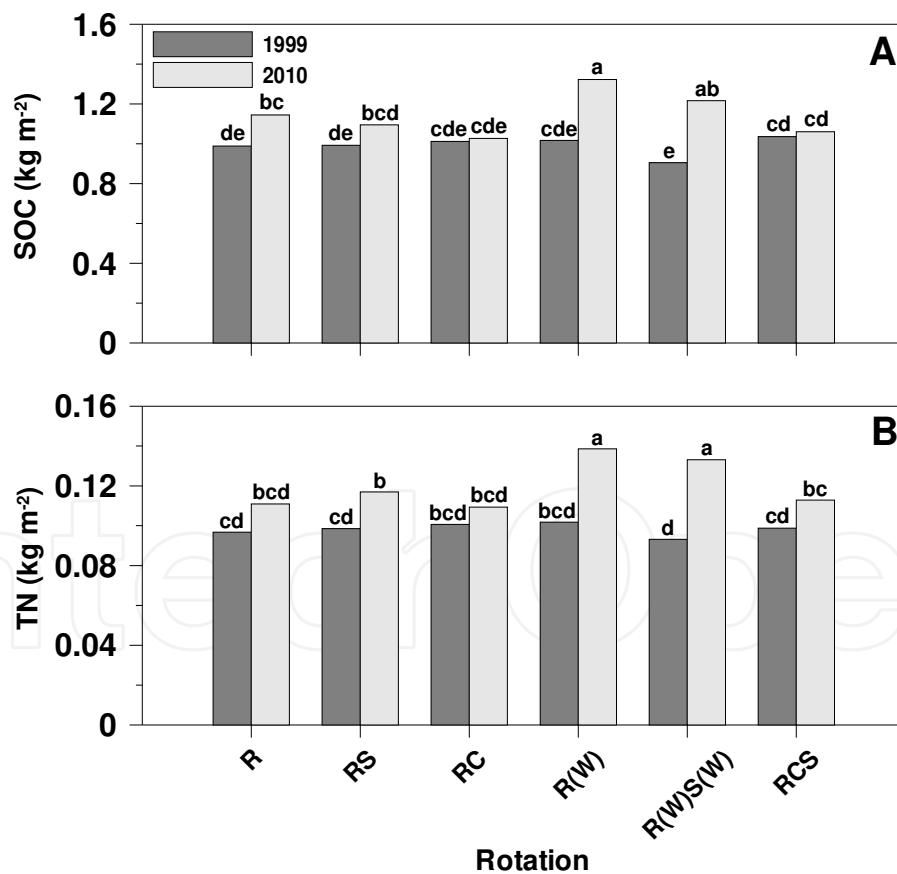 1.6
A
1999
2010
a
bc
ab
bcd
1.2
de
de
cde cde
cde
cd
cd
e
0.8
0.4
0
SOC (kg m-2)
0.16
B
a
a
b
bcd
bcd
bc
0.12
cd
cd
bcd
bcd
d
cd
0.08
0.04
0
TN (kg m-2)
R
RS
RC
R(W)
R(W)S(W)
RCS
Rotation